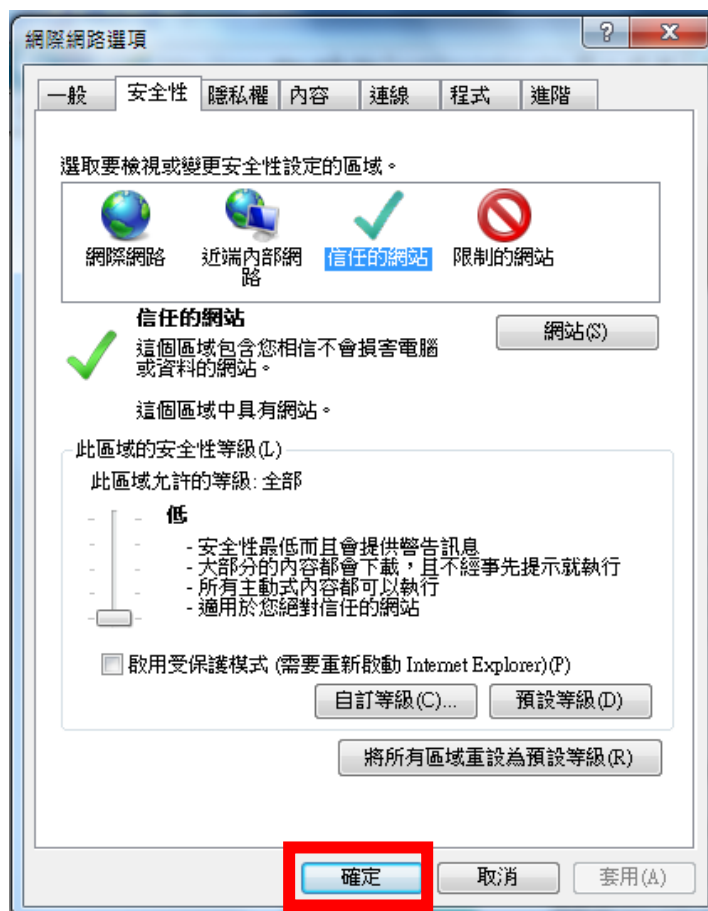 網際網路選項
一般 安全性 隱私權 內容 連線 程式 進階
選取要檢視或變更安全性設定的區域。
網際網路 近端內部網路 信任的網站 限制的網站
信任的網站
網站(S)
這個區域包含您相信不會損害電腦
或資料的網站。
這個區域中具有網站。
此區域的安全性等級(L)
此區域允許的等級: 全部
低
- 安全性最低而且會提供警告訊息
- 大部分的內容都會下載，且不經事先提示就執行
- 所有主動式內容都可以執行
- 適用於您絕對信任的網站
啟用受保護模式 (需要重新啟動 Internet Explorer)(P)
自訂等級(C)... 預設等級(D)
將所有區域重設為預設等級(R)
確定 取消 套用(A)